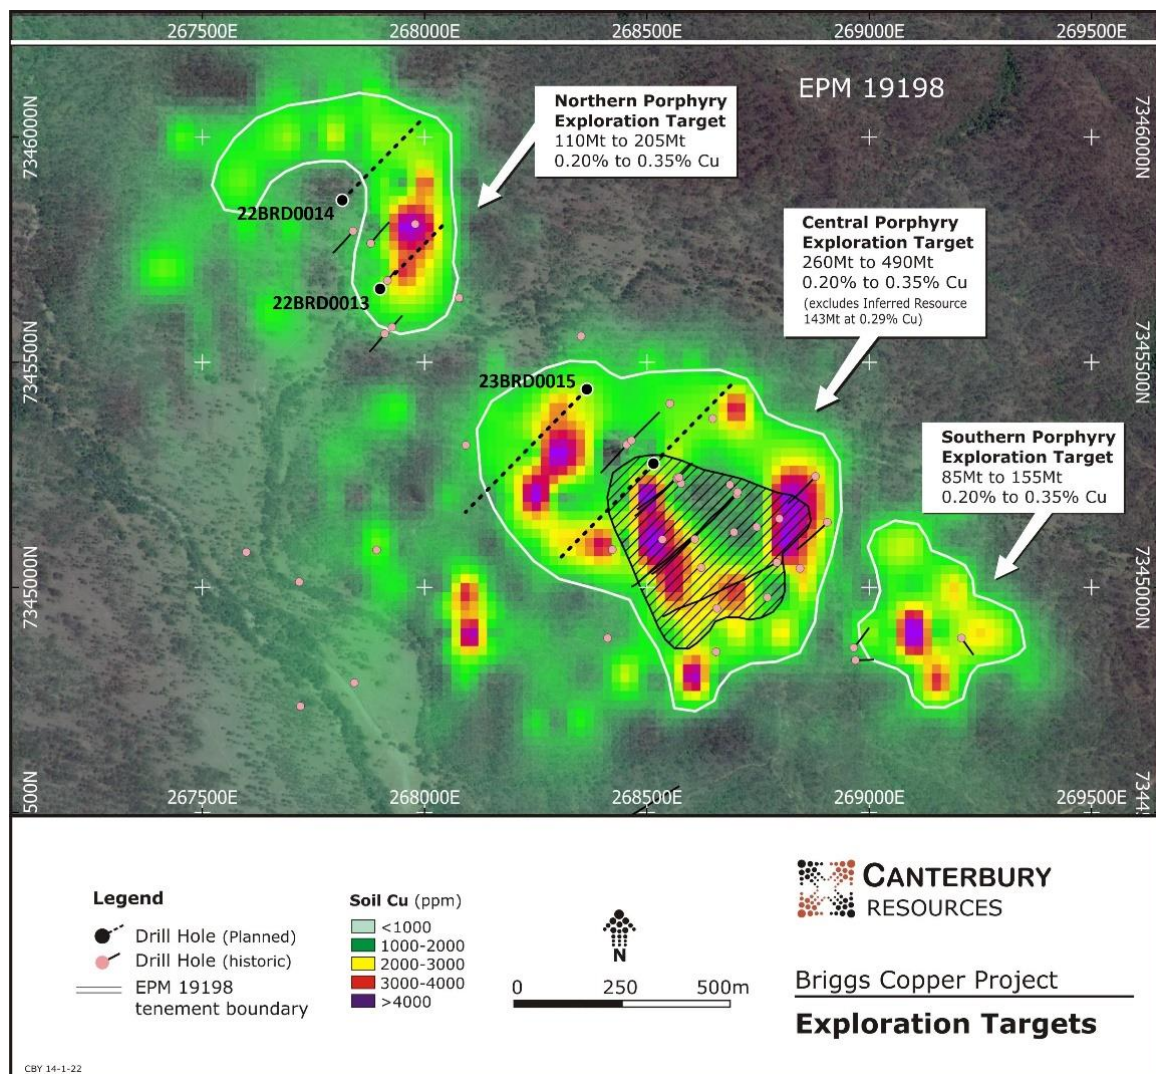 267500E 268000E 268500E 269000E 269500E
EPM 19198
Northern Porphyry
Exploration Target
110Mt to 205Mt
0.20% to 0.35% Cu
7346000N
7346000N
22BRD0014
Central Porphyry
Exploration Target
260Mt to 490Mt
0.20% to 0.35% Cu
(excludes Inferred Resource
143Mt at 0.29% Cu)
22BRD0013
7345500N
7345500N
23BRD0015
Southern Porphyry
Exploration Target
85Mt to 155Mt
0.20% to 0.35% Cu
7345000N
7345000N
500N
73445
267500E 268000E 268500E 269000E 269500E
Legend
Drill Hole (Planned)
Drill Hole (historic)
EPM 19198
tenement boundary
Soil Cu (ppm)
<1000
1000-2000
2000-3000
3000-4000
>4000
N
0 250 500m
CANTERBURY
RESOURCES
Briggs Copper Project
Exploration Targets
CBY 14-1-22